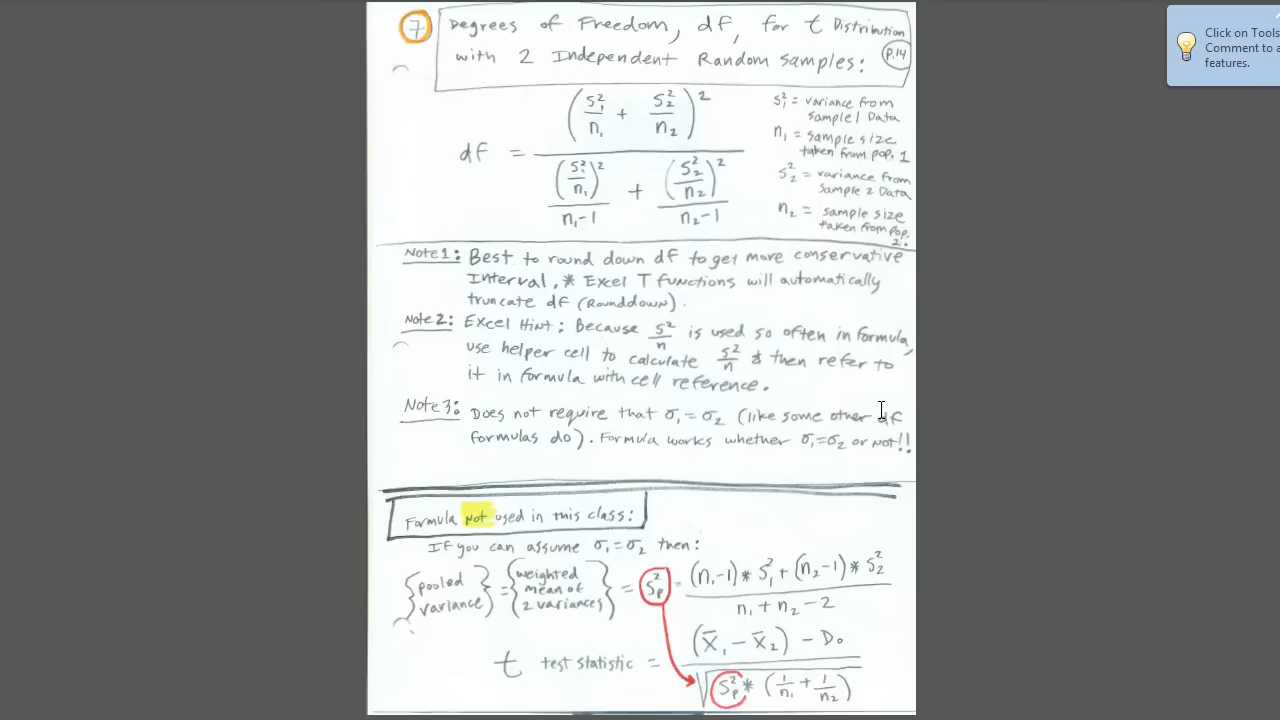 7
Degrees of Freedom, df, for t Distribution
with 2 Independent Random Samples:
p.14
df = (S₁²/n₁ + S₂²/n₂)² / ((S₁²/n₁)²/(n₁-1) + (S₂²/n₂)²/(n₂-1))
S₁² = variance from
Sample 1 Data
n₁ = sample size
taken from pop. 1
S₂² = variance from
Sample 2 Data
n₂ = sample size
taken from pop.
2.
Note 1: Best to round down df to get more conservative
Interval, * Excel T functions will automatically
truncate df (Rounddown).
Note 2: Excel Hint: Because S²/n is used so often in formula,
use helper cell to calculate S²/n & then refer to
it in formula with cell reference.
Note 3: Does not require that σ₁ = σ₂ (like some other df
formulas do). Formula works whether σ₁=σ₂ or not!!
Formula Not used in this class:
If you can assume σ₁=σ₂ then:
{pooled variance} = {weighted mean of 2 variances} = Sp² = ((n₁-1) * S₁² + (n₂-1) * S₂²) / (n₁ + n₂ - 2)
t test statistic = ((X̄₁ - X̄₂) - D₀) / √(Sp² * (1/n₁ + 1/n₂))
Click on Tools
Comment to a
features.